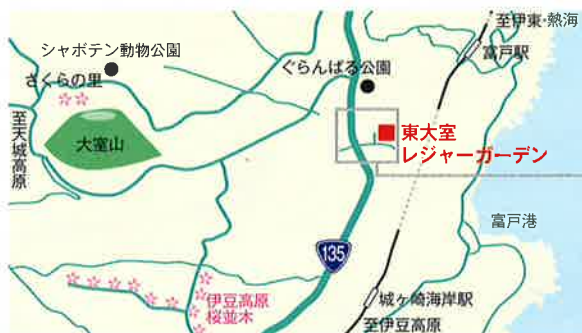 至伊東・熱海
富戸駅
シャボテン動物公園
さくらの里
ぐらんぱる公園
大室山
至天城高原
東大室
レジャーガーデン
富戸港
135
伊豆高原
桜並木
城ヶ崎海岸駅
至伊豆高原